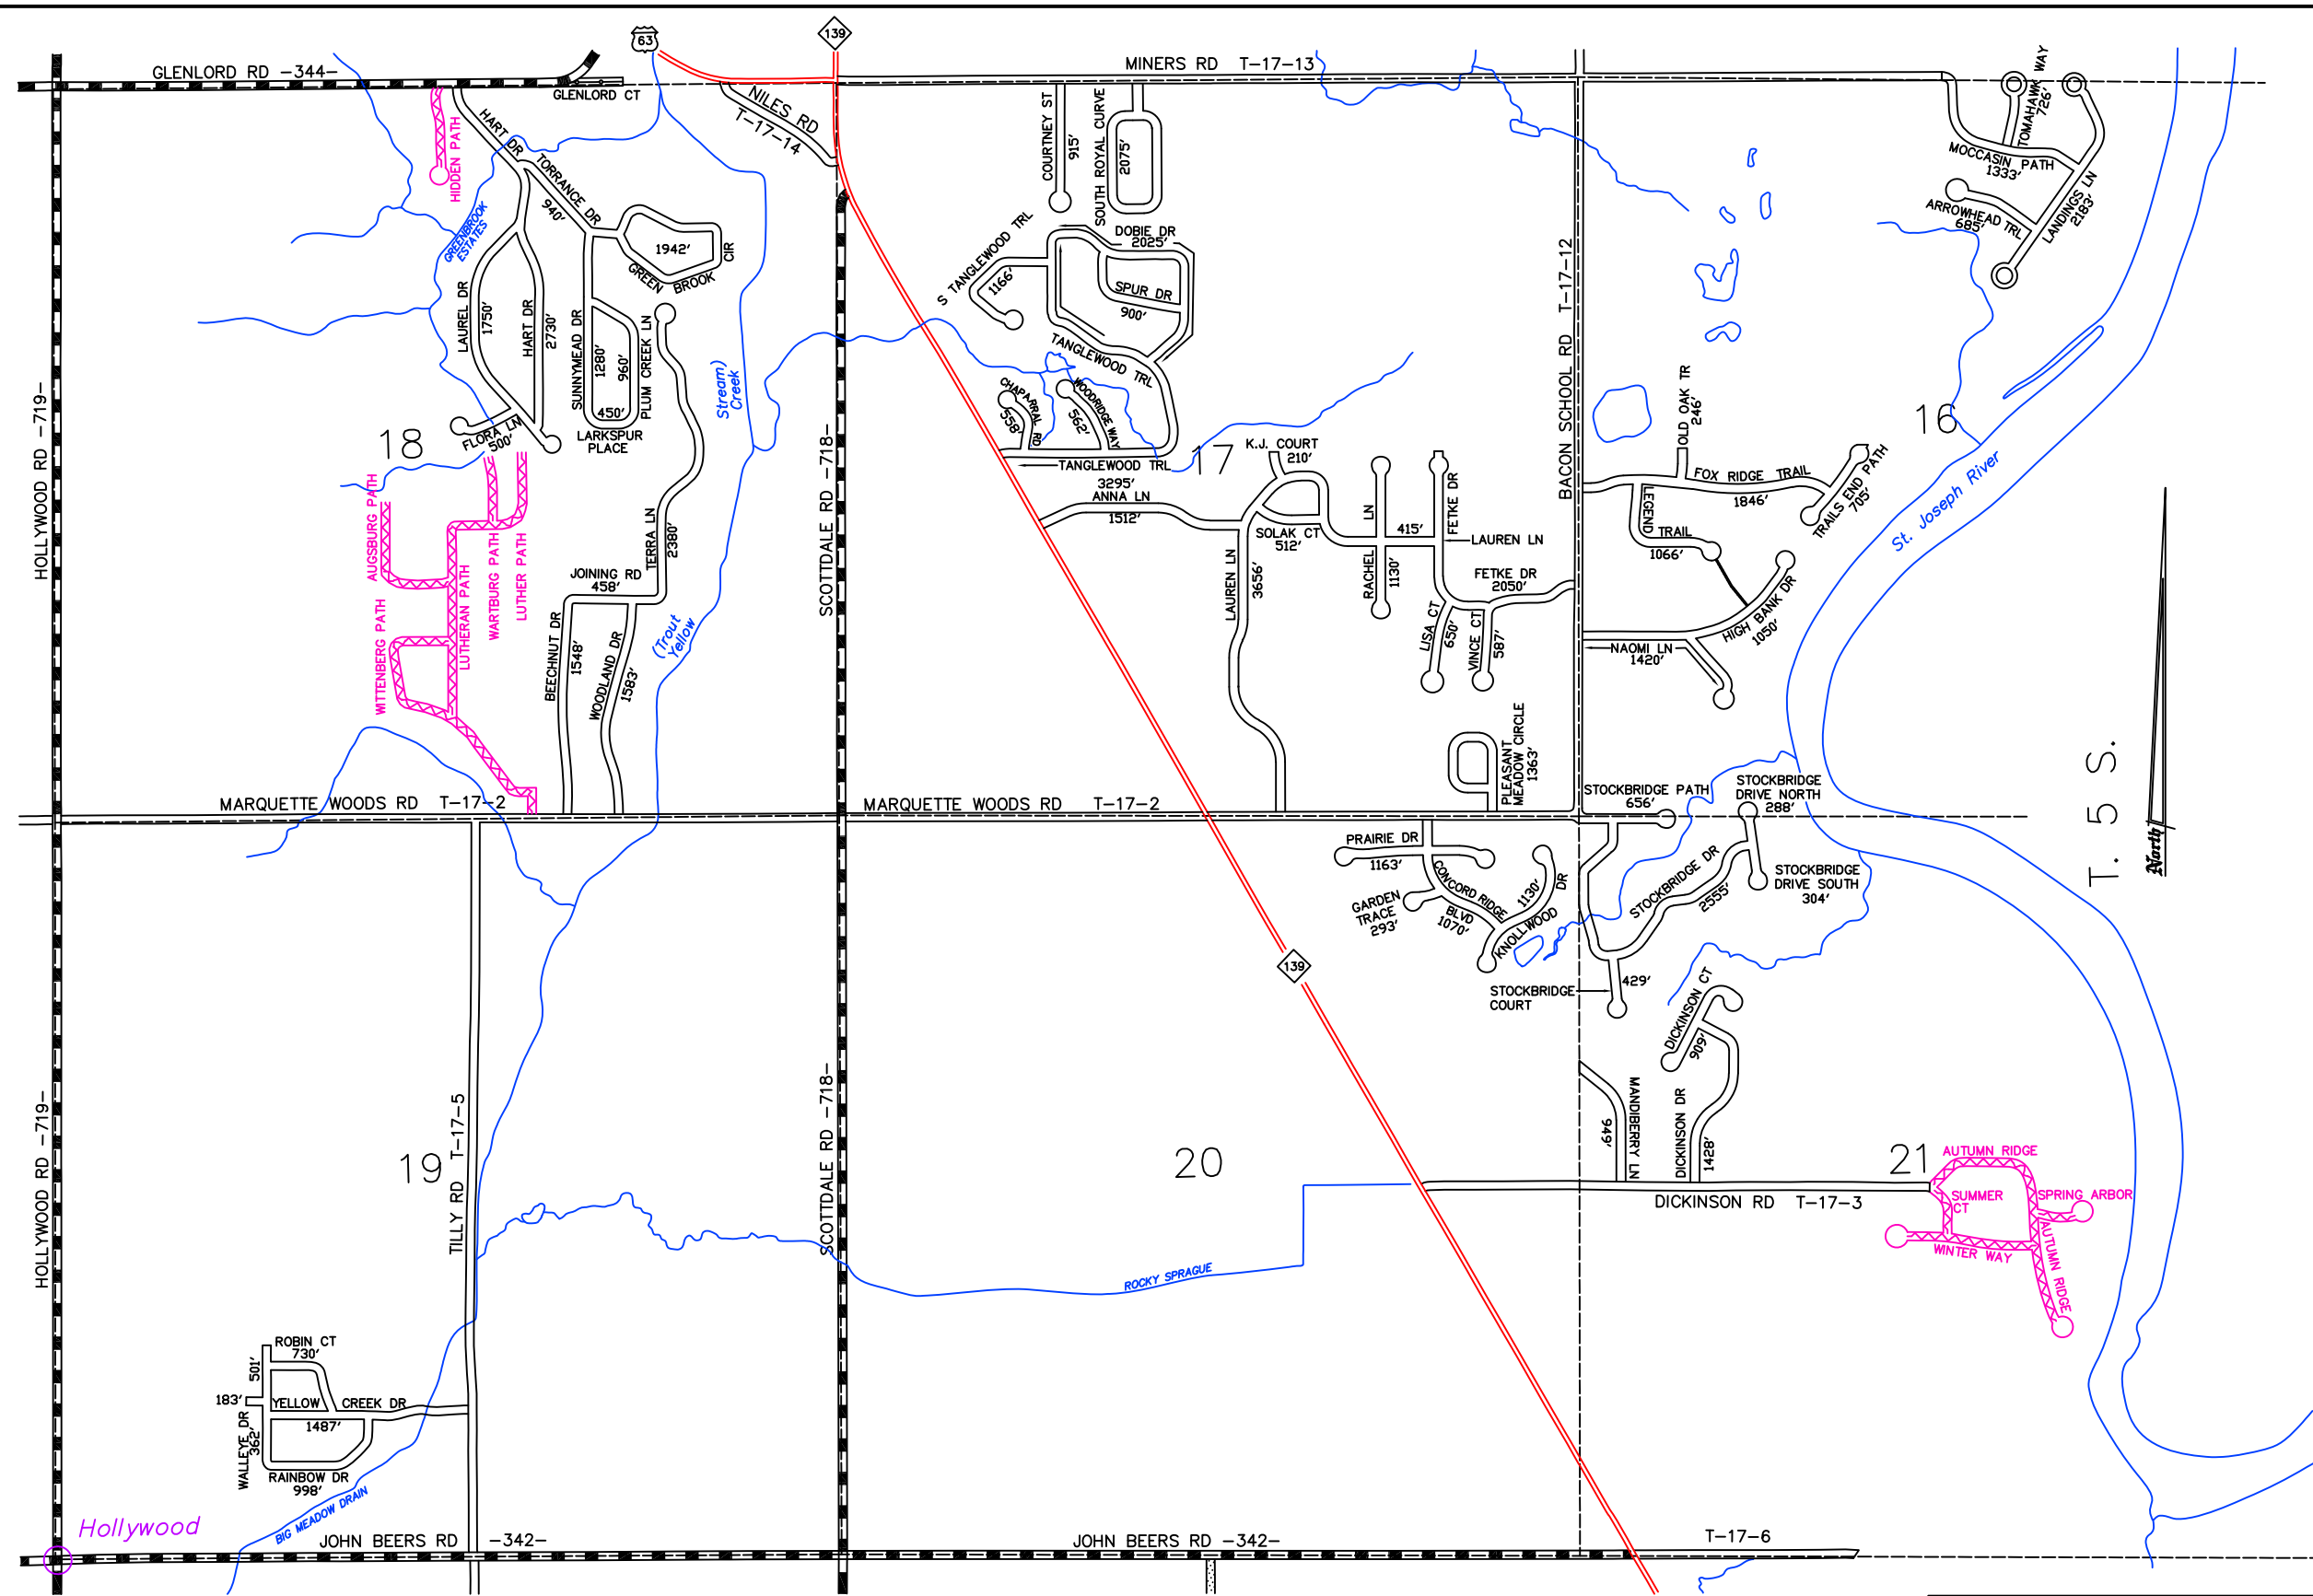 63
139
GLENLORD RD -344-
GLENLORD CT
MINERS RD T-17-13
NILES RD
T-17-14
HIDDEN PATH
HART DR
TORRANCE DR
940'
GREENBROOK
ESTATES
1942'
GREEN BROOK CIR
LAUREL DR
1750'
HART DR
2730'
SUNNYMEAD DR
1280'
960'
PLUM CREEK LN
450'
LARKSPUR
PLACE
FLORA LN
500'
(Trout Stream)
Yellow Creek
COURTNEY ST
915'
SOUTH ROYAL CURVE
2075'
S TANGLEWOOD TRL
1166'
DOBIE DR
2025'
SPUR DR
900'
TANGLEWOOD TRL
CHAPARRAL RD
558'
WOODRIDGE WAY
562'
TANGLEWOOD TRL
3295'
ANNA LN
1512'
17
K.J. COURT
210'
SOLAK CT
512'
LAUREN LN
3656'
RACHEL LN
1130'
415'
FETKE DR
LAUREN LN
FETKE DR
2050'
LISA CT
650'
VINCE CT
587'
PLEASANT
MEADOW CIRCLE
1363'
BACON SCHOOL RD T-17-12
TOMAHAWK WAY
726'
MOCCASIN PATH
1333'
ARROWHEAD TRL
685'
LANDINGS LN
2183'
16
OLD OAK TR
246'
FOX RIDGE TRAIL
1846'
TRAILS END PATH
705'
LEGEND TRAIL
1066'
HIGH BANK DR
1050'
NAOMI LN
1420'
St. Joseph River
T. 5 S.
North
HOLLYWOOD RD -719-
18
AUGSBURG PATH
WITTENBERG PATH
LUTHERAN PATH
WARTBURG PATH
LUTHER PATH
JOINING RD
458'
TERRA LN
2380'
BEECHNUT DR
1548'
WOODLAND DR
1583'
SCOTTDALE RD -718-
MARQUETTE WOODS RD T-17-2
MARQUETTE WOODS RD T-17-2
STOCKBRIDGE PATH
656'
STOCKBRIDGE
DRIVE NORTH
288'
STOCKBRIDGE
DRIVE SOUTH
304'
STOCKBRIDGE DR
2555'
STOCKBRIDGE
COURT
429'
PRAIRIE DR
1163'
GARDEN
TRACE
293'
CONCORD RIDGE
BLVD
1070'
KNOLLWOOD DR
1130'
139
DICKINSON CT
909'
MANDIBERRY LN
949'
DICKINSON DR
1428'
DICKINSON RD T-17-3
21
AUTUMN RIDGE
SUMMER
CT
SPRING ARBOR
WINTER WAY
AUTUMN RIDGE
HOLLYWOOD RD -719-
19
TILLY RD T-17-5
SCOTTDALE RD -718-
20
ROCKY SPRAGUE
ROBIN CT
730'
501'
183'
YELLOW CREEK DR
1487'
WALLEYE DR
362'
RAINBOW DR
998'
BIG MEADOW DRAIN
Hollywood
JOHN BEERS RD -342-
JOHN BEERS RD -342-
T-17-6